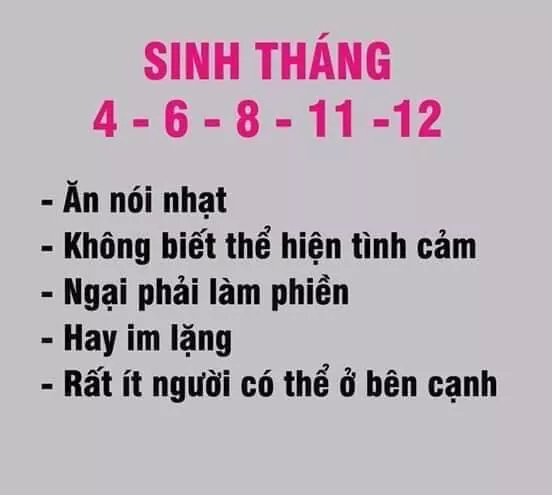 SINH THÁNG
4 - 6 - 8 - 11 -12
- Ăn nói nhạt
- Không biết thể hiện tình cảm
- Ngại phải làm phiền
- Hay im lặng
- Rất ít người có thể ở bên cạnh